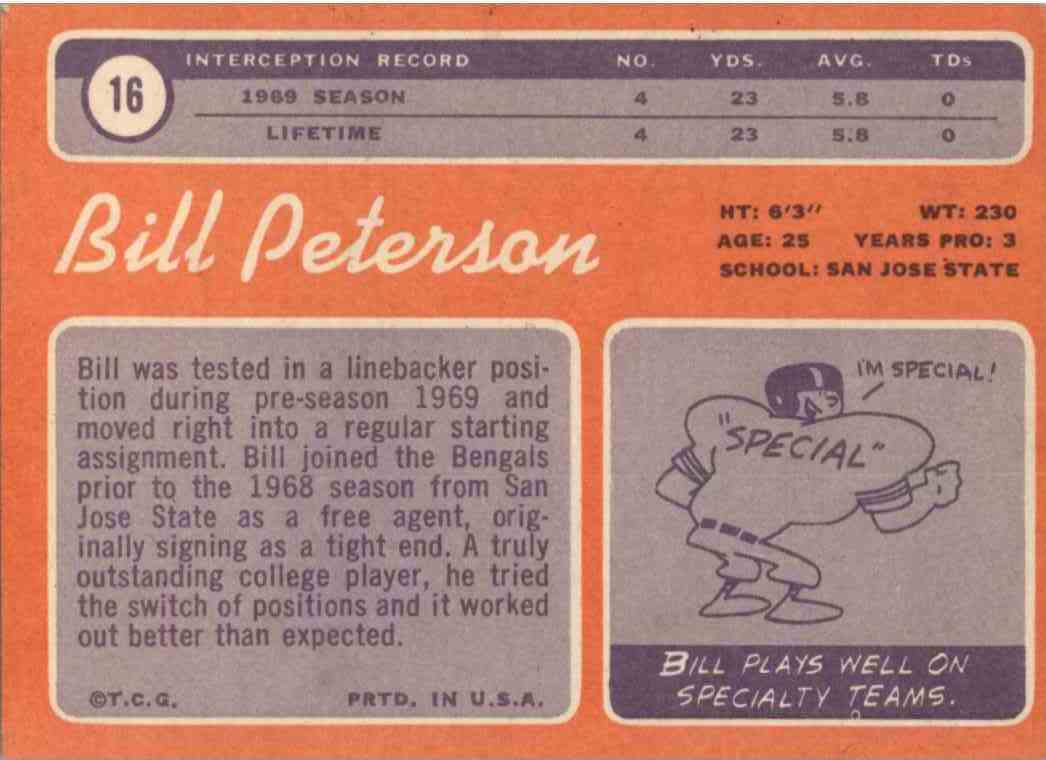 16
INTERCEPTION RECORD NO. YDS. AVG. TDs
1969 SEASON 4 23 5.8 0
LIFETIME 4 23 5.8 0
Bill Peterson
HT: 6'3" WT: 230
AGE: 25 YEARS PRO: 3
SCHOOL: SAN JOSE STATE
Bill was tested in a linebacker posi-
tion during pre-season 1969 and
moved right into a regular starting
assignment. Bill joined the Bengals
prior to the 1968 season from San
Jose State as a free agent, orig-
inally signing as a tight end. A truly
outstanding college player, he tried
the switch of positions and it worked
out better than expected.
©T.C.G. PRTD. IN U.S.A.
I'M SPECIAL!
"SPECIAL"
BILL PLAYS WELL ON
SPECIALTY TEAMS.